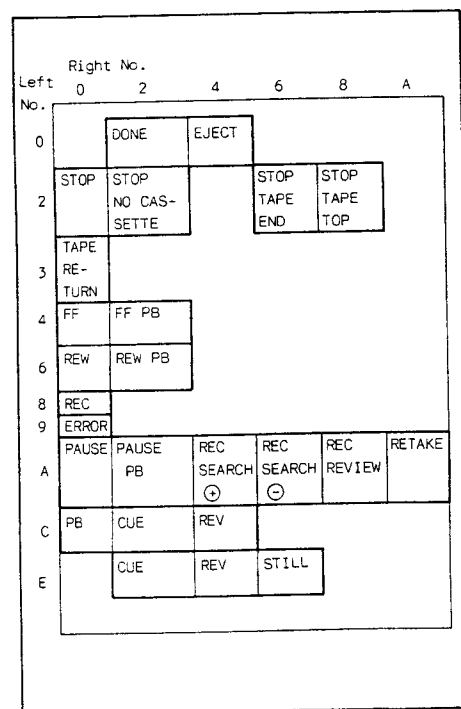 Right No.
Left 0 2 4 6 8 A
No.
0 DONE EJECT
2 STOP STOP STOP STOP
NO CAS- TAPE TAPE
SETTE END TOP
TAPE
3 RE-
TURN
4 FF FF PB
6 REW REW PB
8 REC
9 ERROR
PAUSE PAUSE REC REC REC RETAKE
A PB SEARCH SEARCH REVIEW
⊕ ⊖
C PB CUE REV
E CUE REV STILL